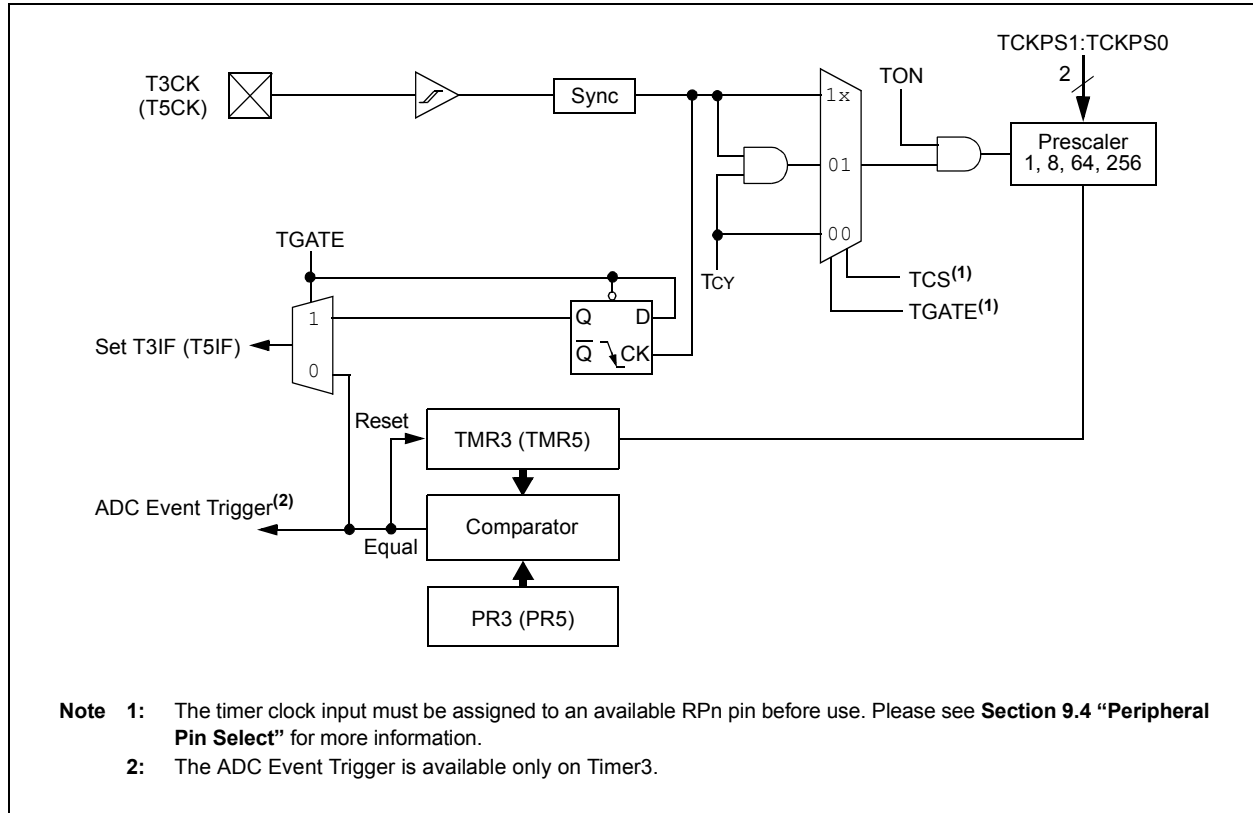 TCKPS1:TCKPS0
2
TON
T3CK
(T5CK)
Sync
1x
Prescaler
1, 8, 64, 256
01
00
TGATE
TCY
TCS(1)
TGATE(1)
1
Q D
Q CK
Set T3IF (T5IF)
0
Reset
TMR3 (TMR5)
ADC Event Trigger(2)
Comparator
Equal
PR3 (PR5)
Note 1: The timer clock input must be assigned to an available RPn pin before use. Please see Section 9.4 “Peripheral
Pin Select” for more information.
2: The ADC Event Trigger is available only on Timer3.